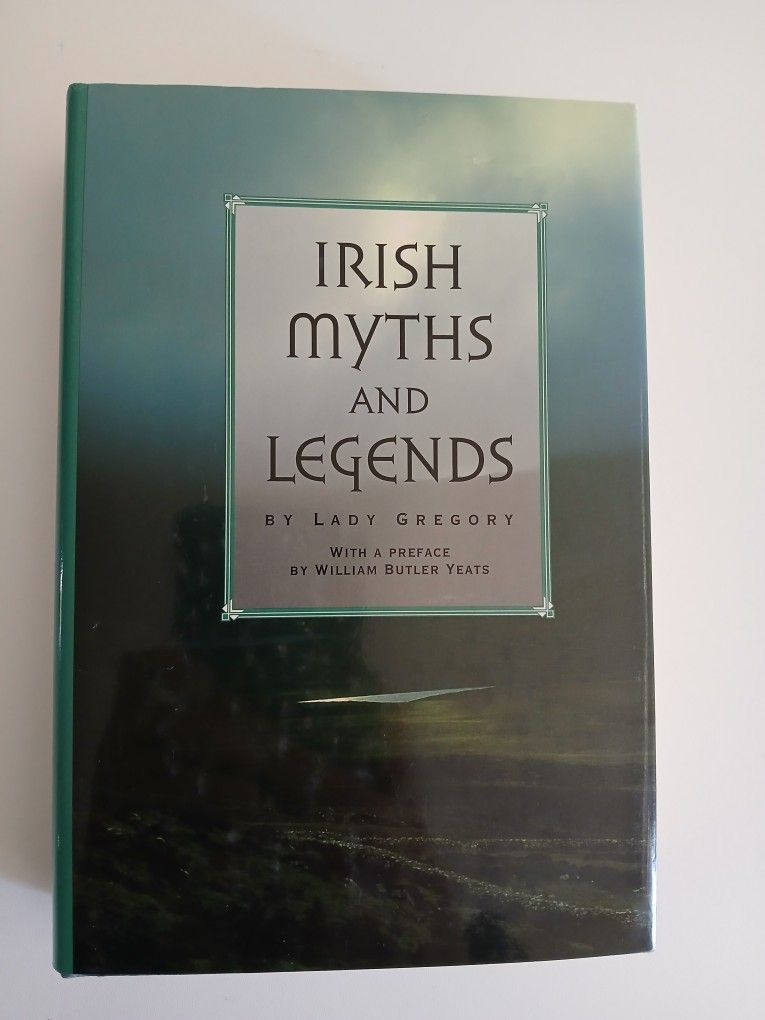 IRISH
MYTHS
AND
LEGENDS
BY LADY GREGORY
WITH A PREFACE
BY WILLIAM BUTLER YEATS